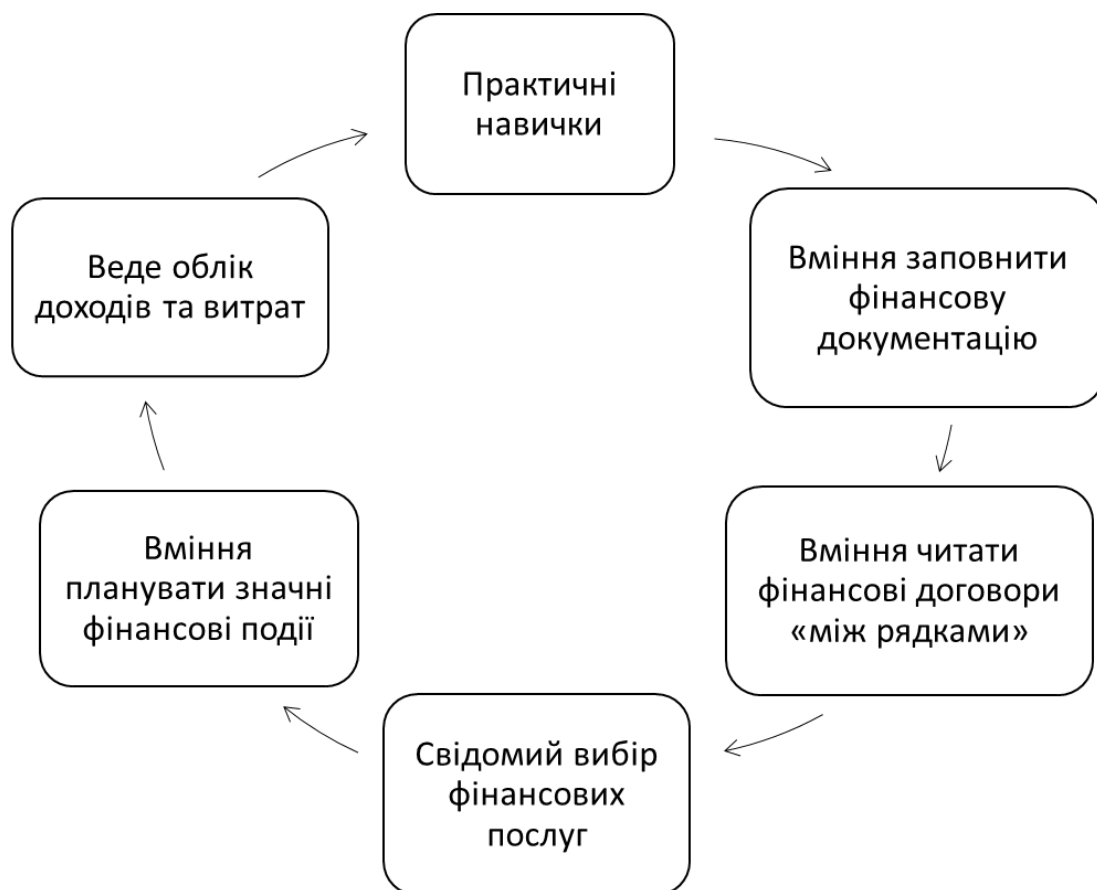 Практичні
навички
Вміння заповнити
фінансову
документацію
Вміння читати
фінансові договори
«між рядками»
Свідомий вибір
фінансових
послуг
Вміння
планувати значні
фінансові події
Веде облік
доходів та витрат